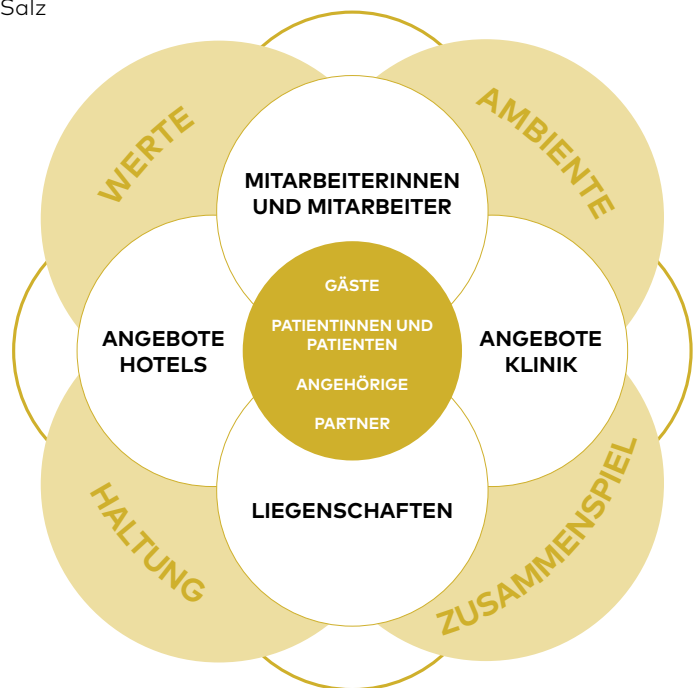 Salz
WERTE
AMBIENTE
MITARBEITERINNEN
UND MITARBEITER
GÄSTE
PATIENTINNEN UND
PATIENTEN
ANGEHÖRIGE
PARTNER
ANGEBOTE
HOTELS
ANGEBOTE
KLINIK
LIEGENSCHAFTEN
HALTUNG
ZUSAMMENSPIEL